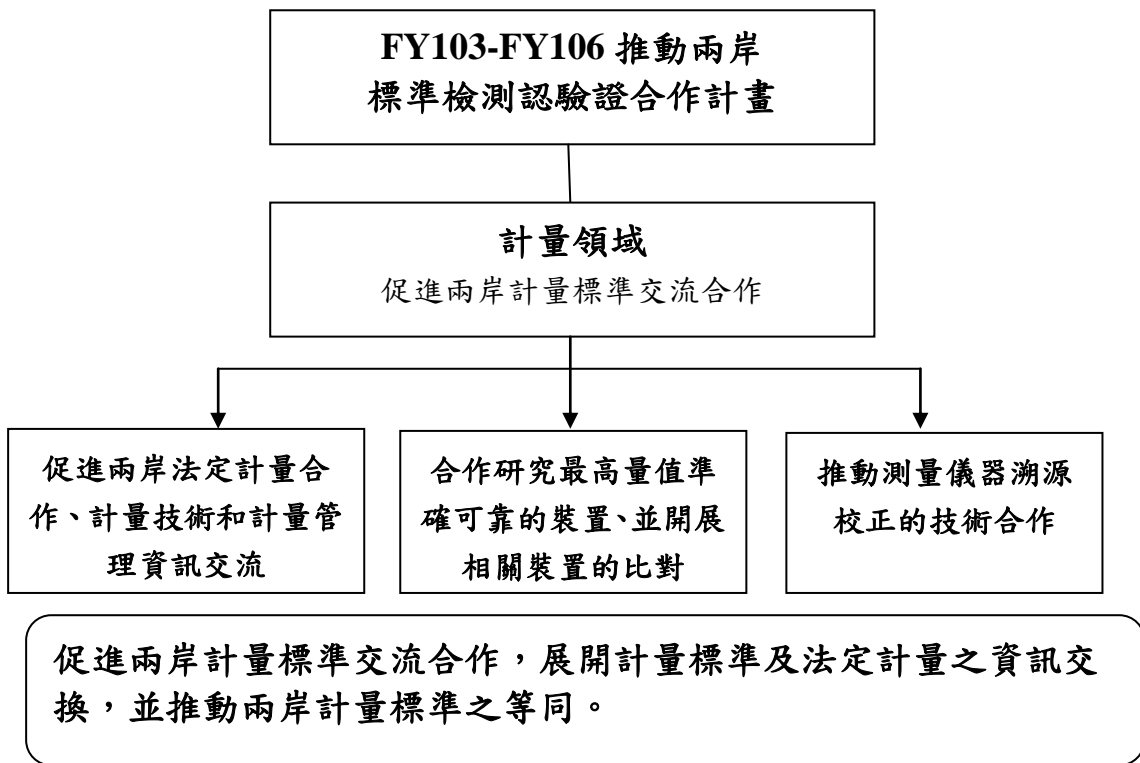 FY103-FY106 推動兩岸
標準檢測認驗證合作計畫
計量領域
促進兩岸計量標準交流合作
促進兩岸法定計量合
作、計量技術和計量管
理資訊交流
合作研究最高量值準
確可靠的裝置、並開展
相關裝置的比對
推動測量儀器溯源
校正的技術合作
促進兩岸計量標準交流合作，展開計量標準及法定計量之資訊交
換，並推動兩岸計量標準之等同。